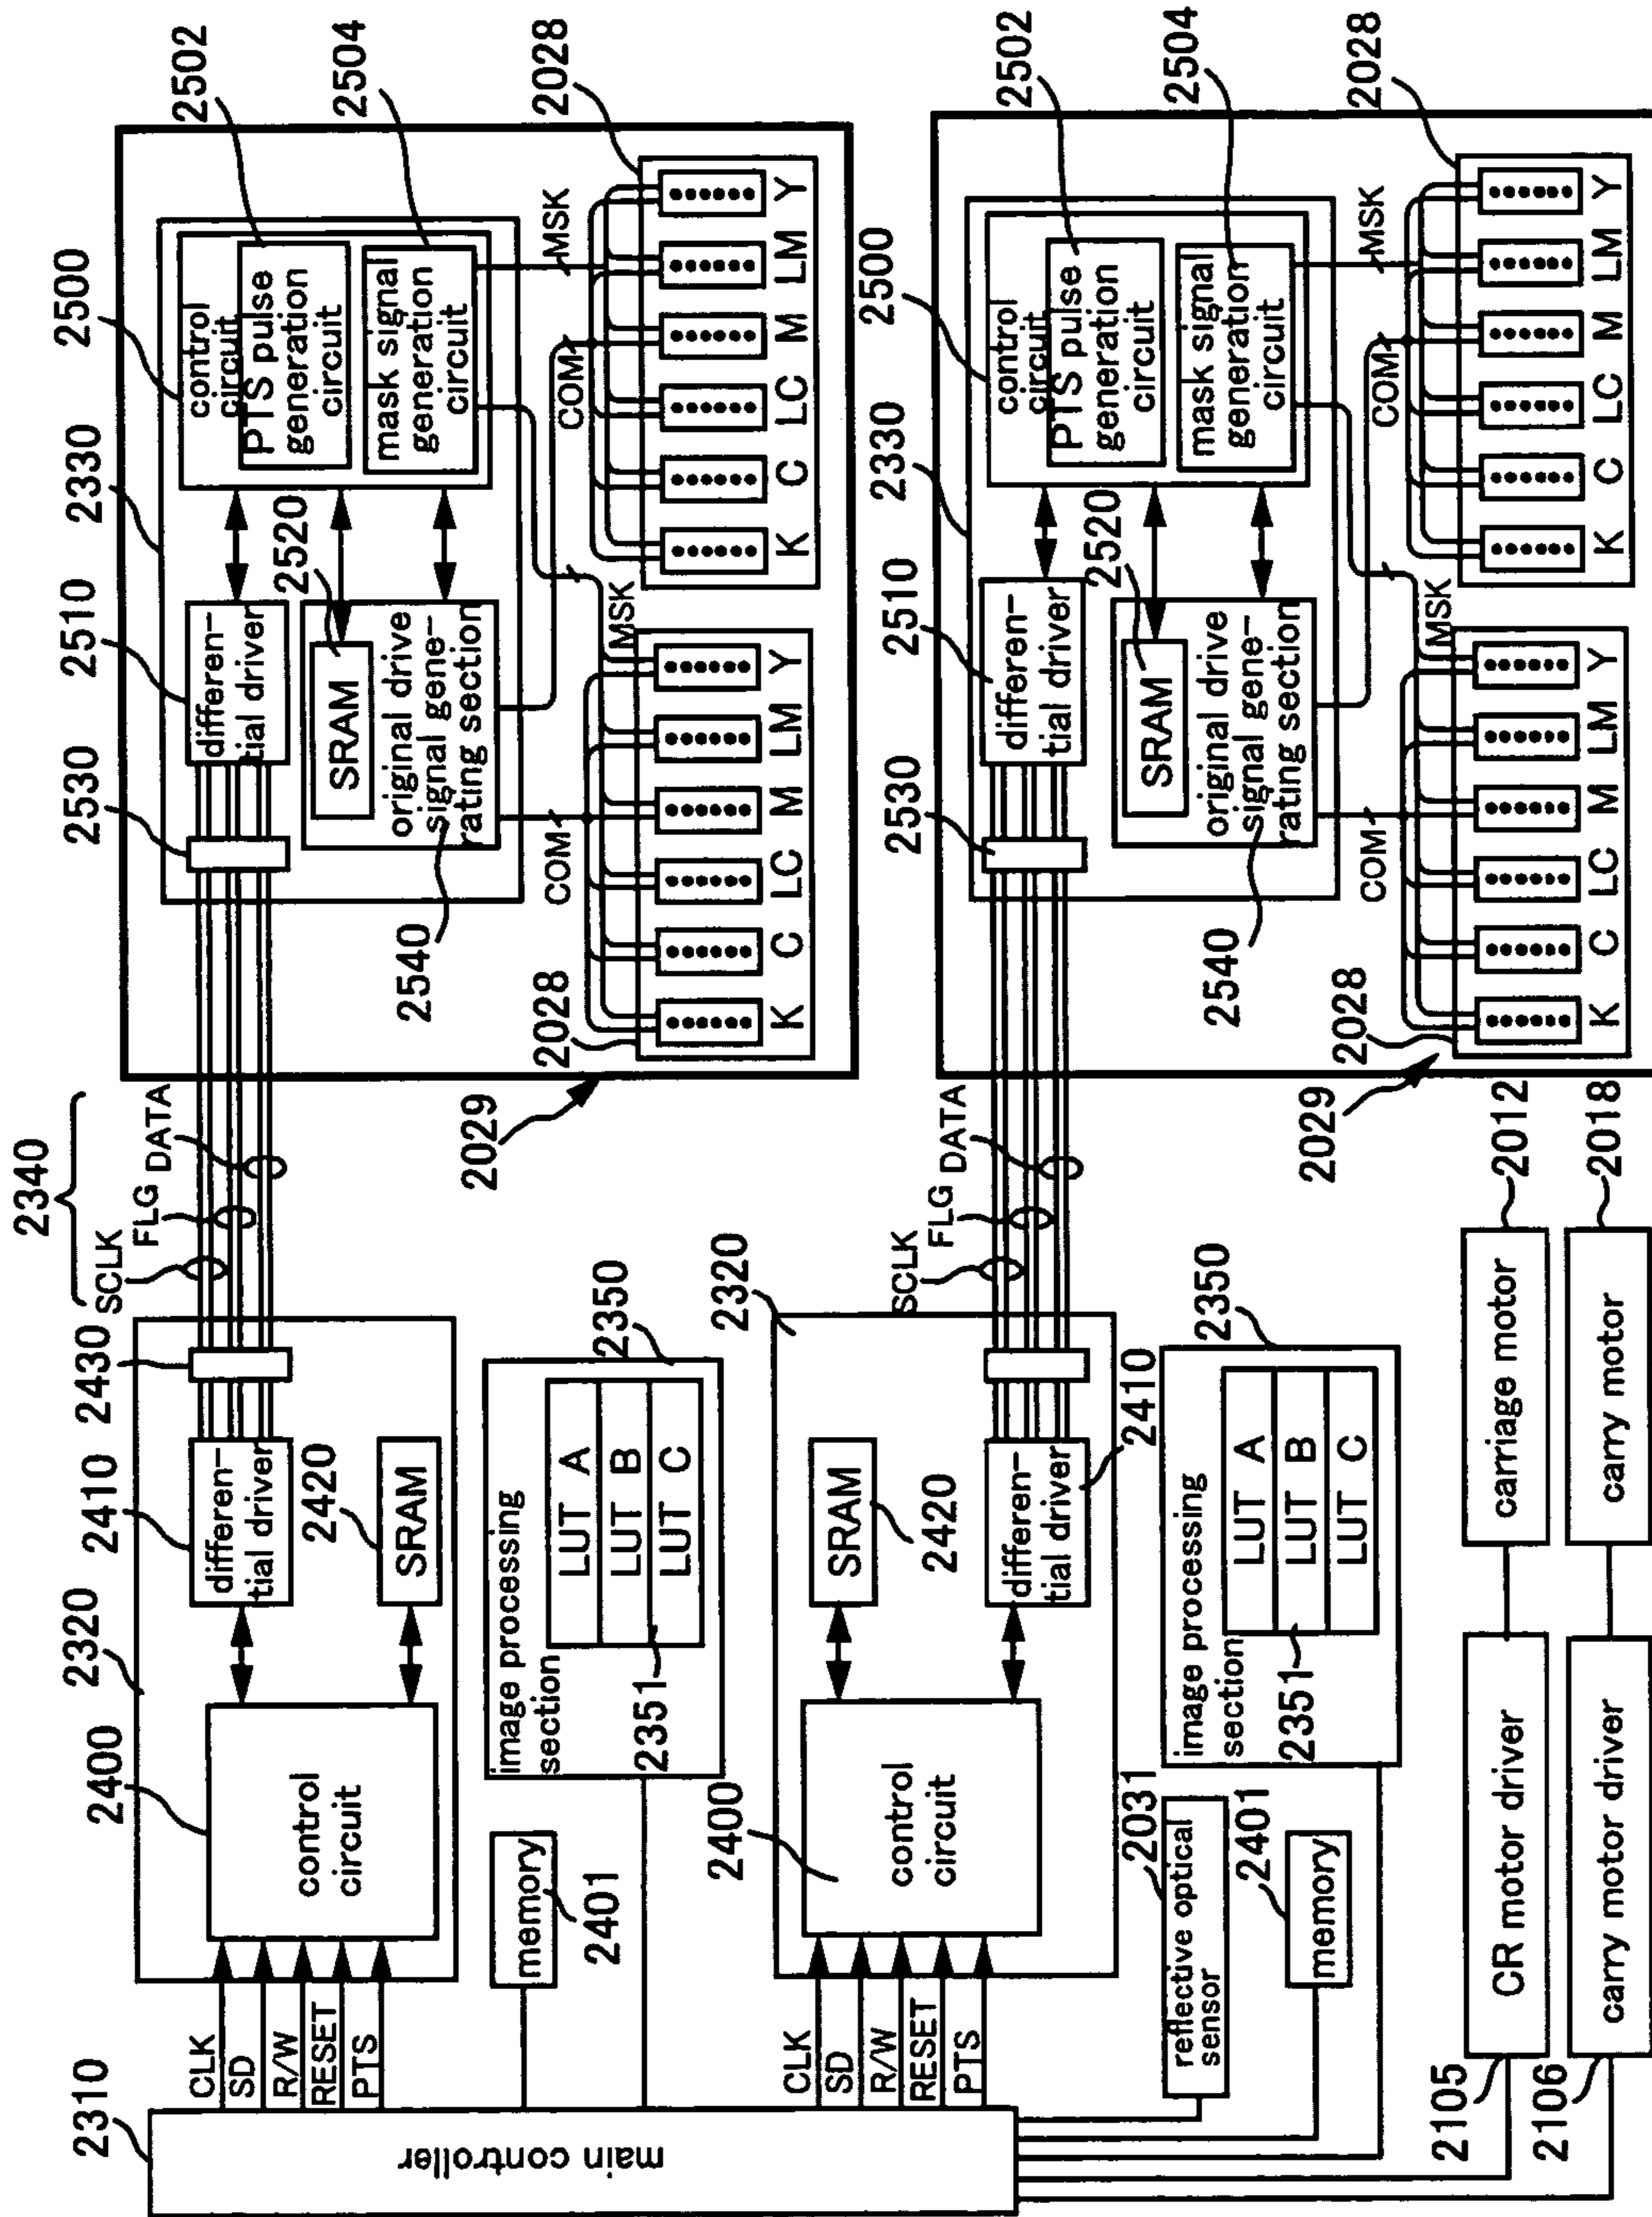 2310
main controller
CLK
SD
R/W
RESET
PTS
2320
2400
control
circuit
2410
differen-
tial driver
2420
SRAM
2430
2340
SCLK
FLG
DATA
memory
2401
image processing
section
2350
LUT A
LUT B
LUT C
2351
2029
2330
2530
2510
differen-
tial driver
2520
SRAM
original drive
signal gene-
rating section
2540
2500
control
circuit
2502
PTS pulse
generation
circuit
2504
mask signal
generation
circuit
COM
MSK
2028
K
C
LC
M
LM
Y
COM
MSK
2028
K
C
LC
M
LM
Y
CLK
SD
R/W
RESET
PTS
2320
2400
control
circuit
SRAM
2420
differen-
tial driver
2410
SCLK
FLG
DATA
reflective optical
sensor
2031
memory
2401
image processing
section
2350
LUT A
LUT B
LUT C
2351
2029
2330
2530
2510
differen-
tial driver
2520
SRAM
original drive
signal gene-
rating section
2540
2500
control
circuit
2502
PTS pulse
generation
circuit
2504
mask signal
generation
circuit
COM
MSK
2028
K
C
LC
M
LM
Y
COM
MSK
2028
K
C
LC
M
LM
Y
2105
CR motor driver
carriage motor
2012
2106
carry motor driver
carry motor
2018